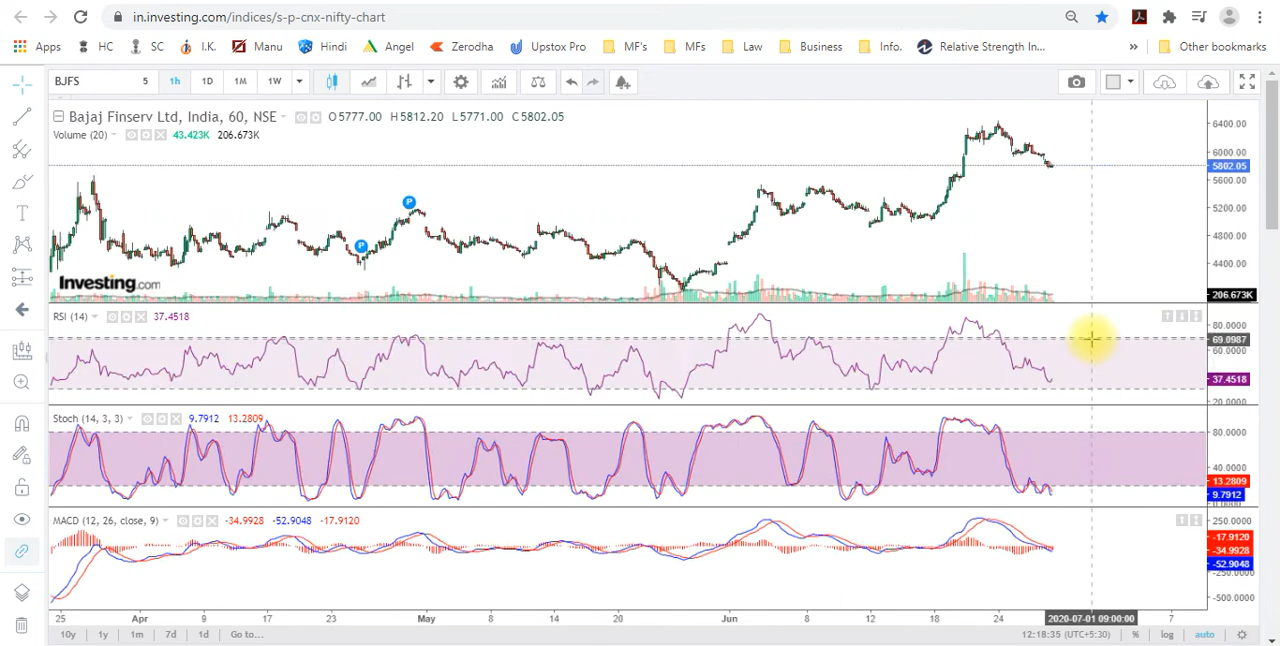 in.investing.com/indices/s-p-cnx-nifty-chart
Apps HC SC I.K. Manu Hindi Angel Zerodha Upstox Pro MF's MFs Law Business Info. Relative Strength In... » Other bookmarks
BJFS 5 1h 1D 1M 1W
Bajaj Finserv Ltd, India, 60, NSE O5777.00 H5812.20 L5771.00 C5802.05
Volume (20) 43.423K 206.673K
6400.00
6000.00
5802.05
5600.00
5200.00
4800.00
4400.00
P
P
Investing.com
206.673K
RSI (14) 37.4518
80.0000
69.0987
60.0000
37.4518
20.0000
Stoch (14, 3, 3) 9.7912 13.2809
80.0000
40.0000
13.2809
9.7912
MACD (12, 26, close, 9) -34.9928 -52.9048 -17.9120
250.0000
-17.9120
-34.9928
-52.9048
-500.0000
25 Apr 9 17 23 May 8 14 20 Jun 8 12 18 24 2020-07-01 09:00:00 7
10y 1y 1m 7d 1d Go to... 12:18:35 (UTC+5:30) % log auto